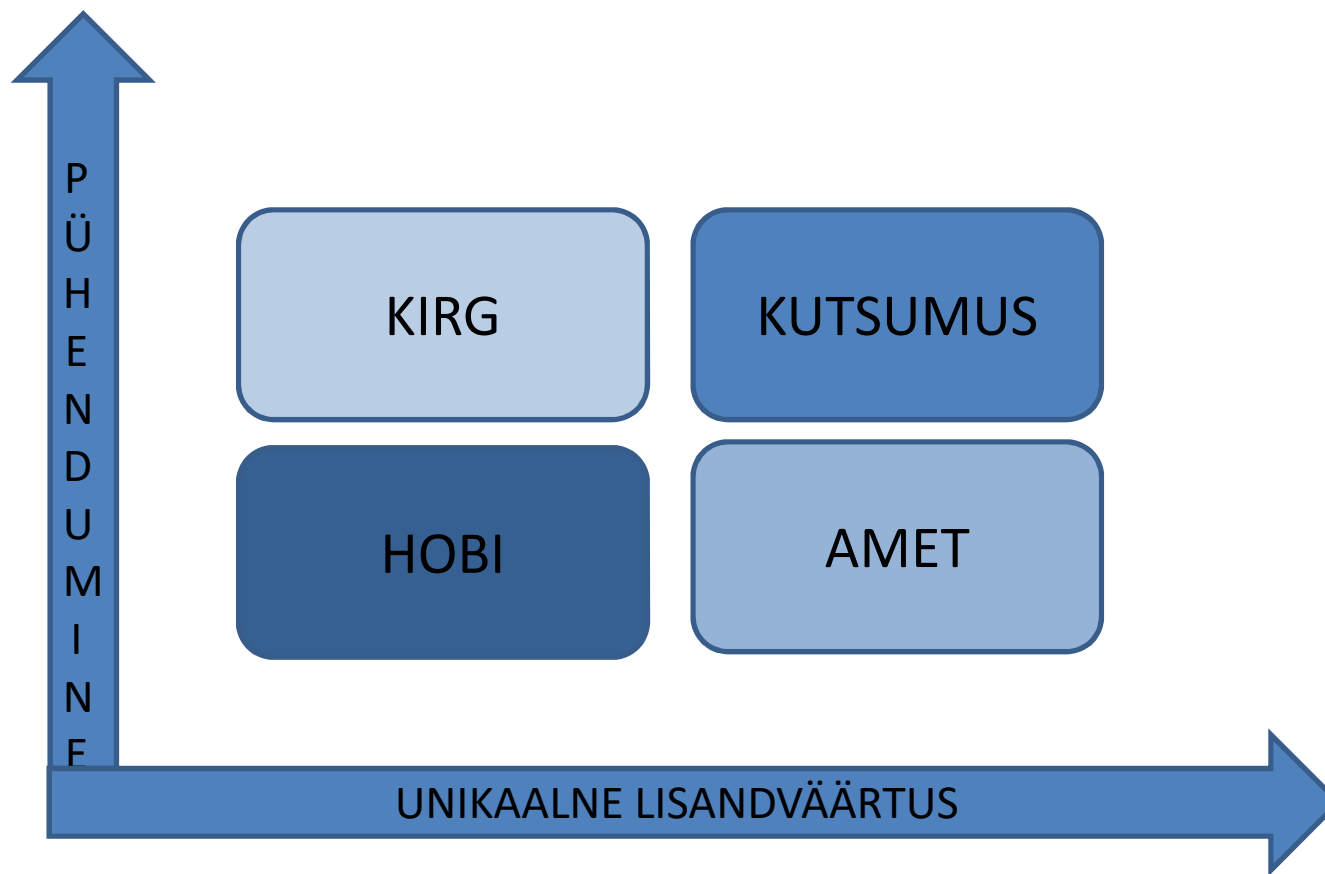 PÜHENDUMINE
KIRG
KUTSUMUS
HOBI
AMET
UNIKAALNE LISANDVÄÄRTUS